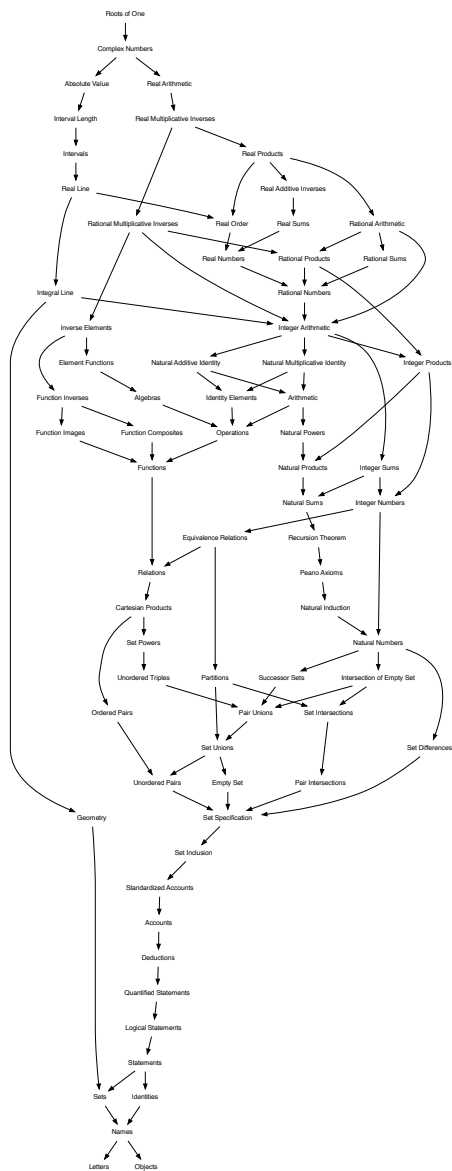 Roots of One
Complex Numbers
Absolute Value
Real Arithmetic
Interval Length
Real Multiplicative Inverses
Intervals
Real Products
Real Line
Real Additive Inverses
Rational Multiplicative Inverses
Real Order
Real Sums
Rational Arithmetic
Real Numbers
Rational Products
Rational Sums
Integral Line
Rational Numbers
Inverse Elements
Integer Arithmetic
Element Functions
Natural Additive Identity
Natural Multiplicative Identity
Integer Products
Function Inverses
Algebras
Identity Elements
Arithmetic
Function Images
Function Composites
Operations
Natural Powers
Functions
Natural Products
Integer Sums
Natural Sums
Integer Numbers
Equivalence Relations
Recursion Theorem
Relations
Peano Axioms
Cartesian Products
Natural Induction
Set Powers
Natural Numbers
Unordered Triples
Partitions
Successor Sets
Intersection of Empty Set
Ordered Pairs
Pair Unions
Set Intersections
Set Unions
Set Differences
Unordered Pairs
Empty Set
Pair Intersections
Geometry
Set Specification
Set Inclusion
Standardized Accounts
Accounts
Deductions
Quantified Statements
Logical Statements
Statements
Sets
Identities
Names
Letters
Objects